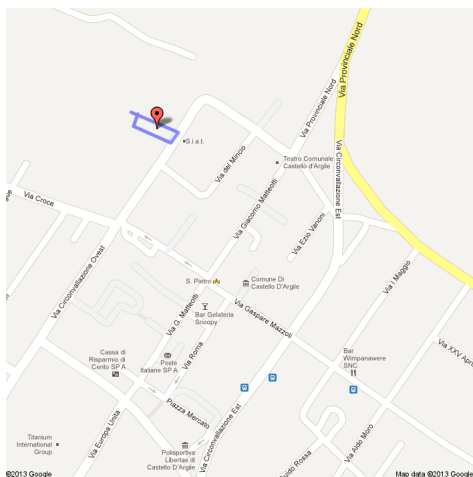 Via Provinciale Nord
Via Provinciale Nord
S.i.a.t.
Teatro Comunale
Castello d'Argile
Via del Mincio
Via Circonvallazione Est
Via Croce
Via Giacomo Matteotti
Via Ezio Vanoni
Via Circonvallazione Ovest
Via I Maggio
S. Pietro
Comune Di
Castello D'Argile
Via Gaspare Mazzoli
Via G. Matteotti
Bar Gelateria
Snoopy
Via XXV Apr
Cassa di
Risparmio di
Cento SP A
Poste
Italiane SP A
Via Roma
Bar
Wimpanawere
SNC
Piazza Mercato
Via Europa Unita
Via Circonvallazione Est
Via Aldo Moro
Titanium
International
Group
Polisportiva
Libertas di
Castello D'Argile
uido Rossa
©2013 Google
Map data ©2013 Google